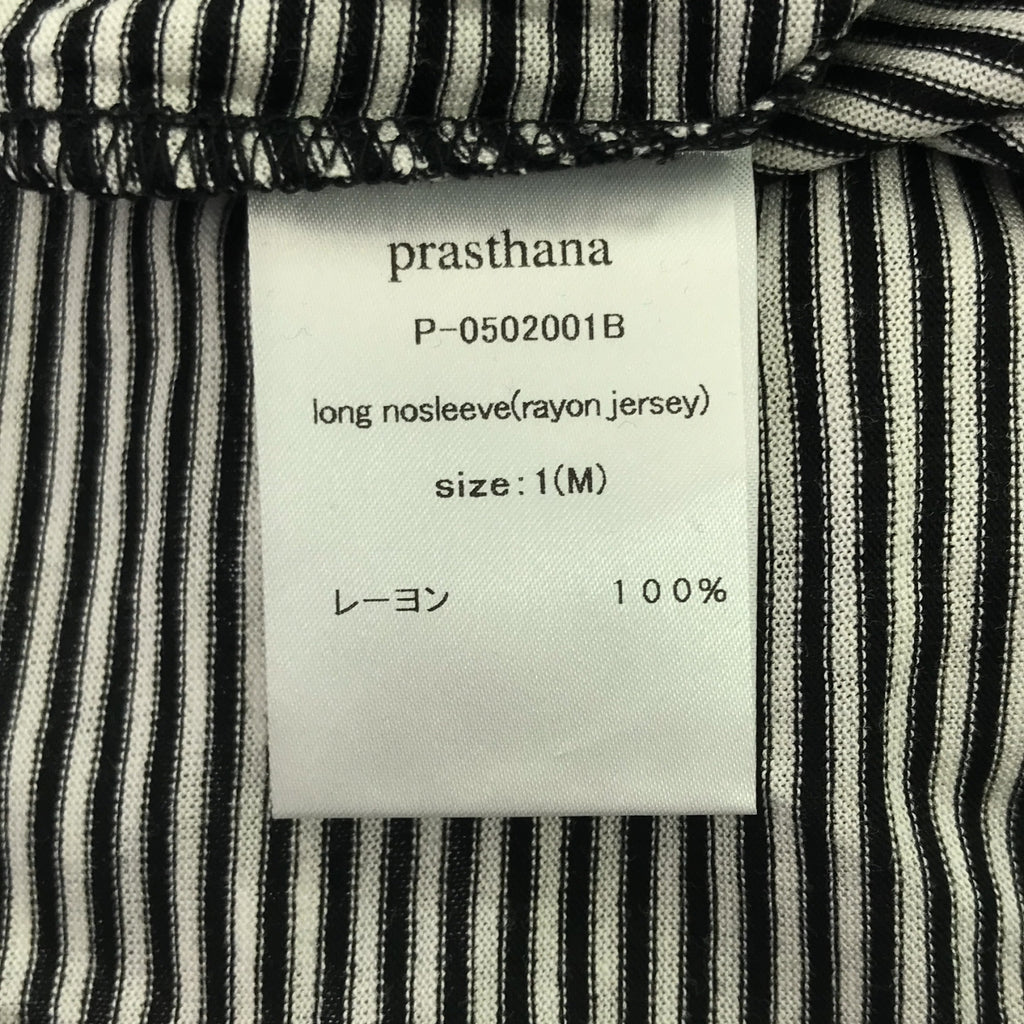 prasthana
P-0502001B
long nosleeve(rayon jersey)
size:1(M)
レーヨン 100%